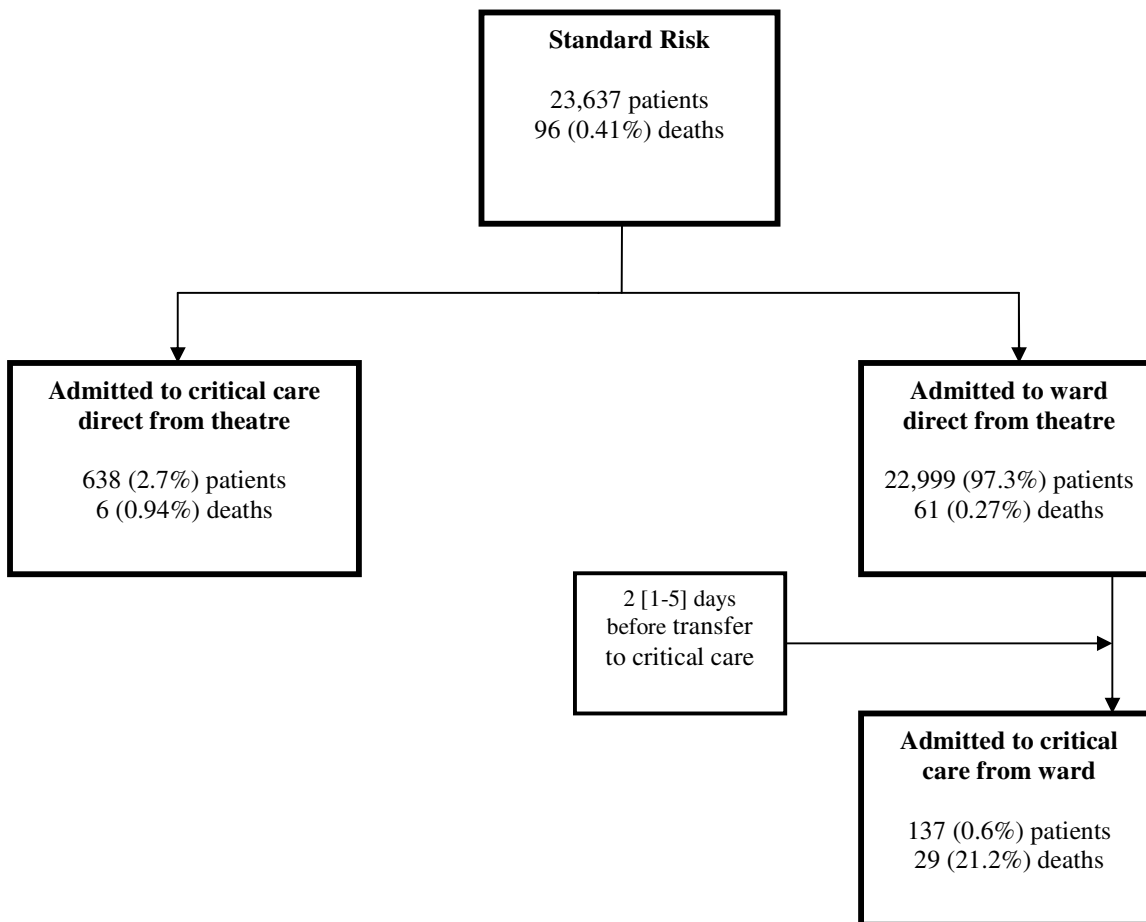 Standard Risk
23,637 patients
96 (0.41%) deaths
Admitted to critical care
direct from theatre
638 (2.7%) patients
6 (0.94%) deaths
Admitted to ward
direct from theatre
22,999 (97.3%) patients
61 (0.27%) deaths
2 [1-5] days
before transfer
to critical care
Admitted to critical
care from ward
137 (0.6%) patients
29 (21.2%) deaths